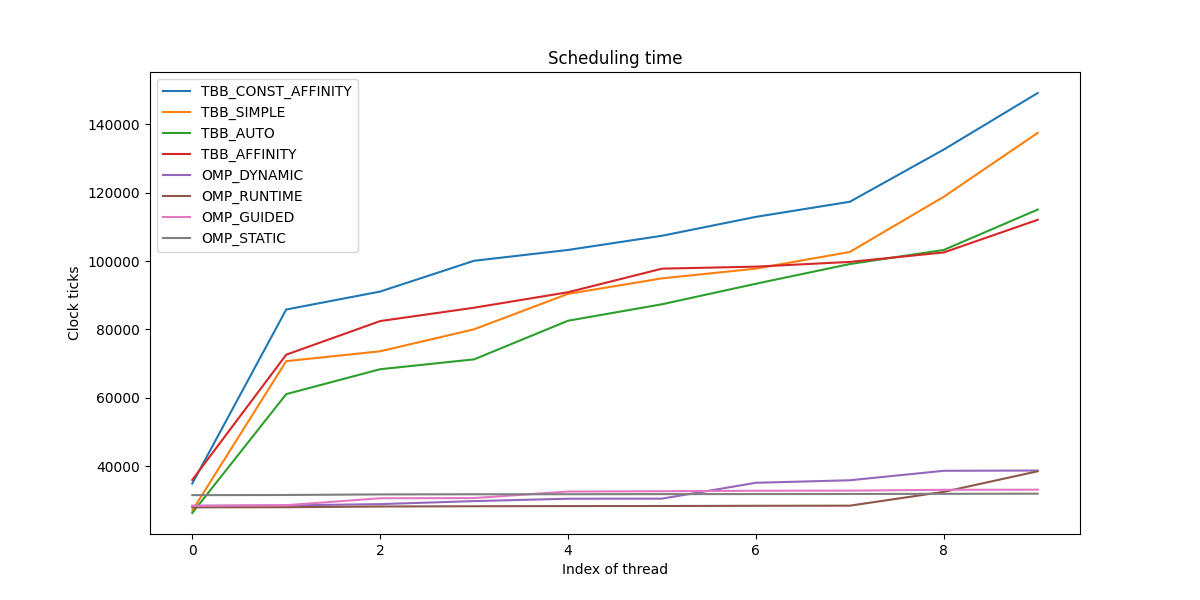 Scheduling time
TBB_CONST_AFFINITY
TBB_SIMPLE
TBB_AUTO
TBB_AFFINITY
OMP_DYNAMIC
OMP_RUNTIME
OMP_GUIDED
OMP_STATIC
140000
120000
100000
80000
60000
40000
Clock ticks
0 2 4 6 8
Index of thread